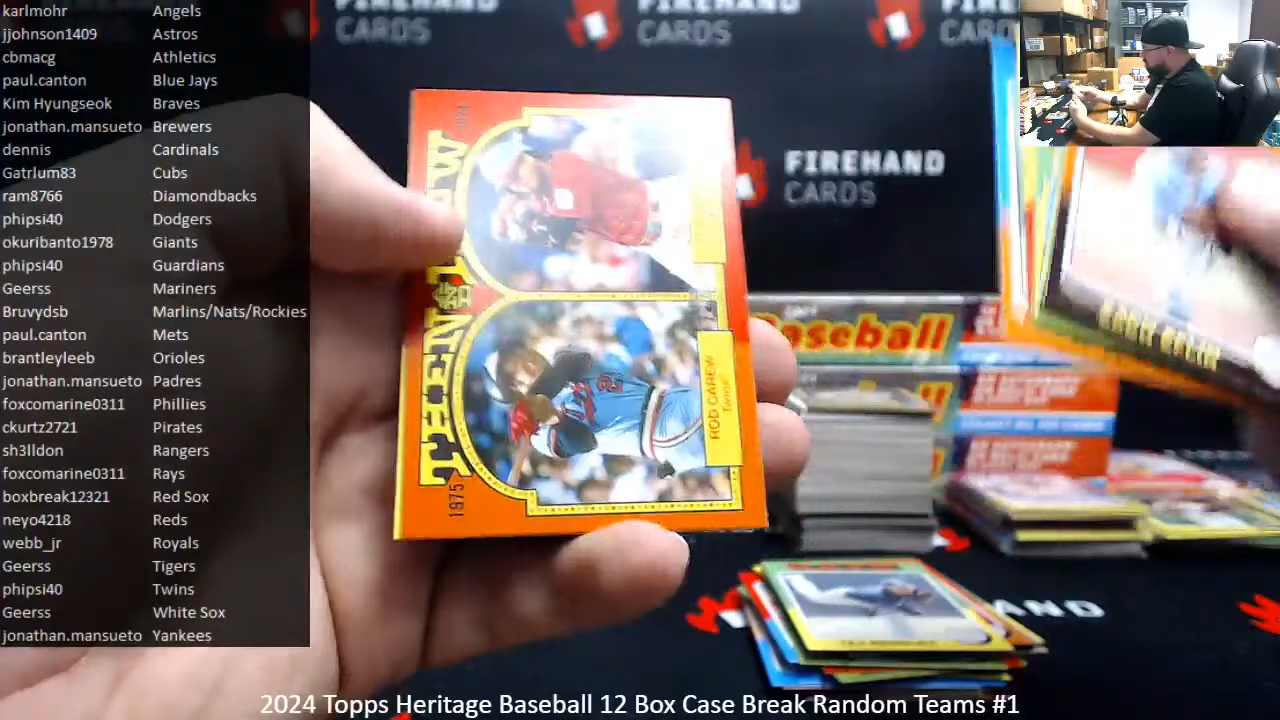 karlmohr Angels
jjohnson1409 Astros
cbmacg Athletics
paul.canton Blue Jays
Kim Hyungseok Braves
jonathan.mansueto Brewers
dennis Cardinals
Gatrlum83 Cubs
ram8766 Diamondbacks
phipsi40 Dodgers
okuribanto1978 Giants
phipsi40 Guardians
Geerss Mariners
Bruvydsb Marlins/Nats/Rockies
paul.canton Mets
brantleyleeb Orioles
jonathan.mansueto Padres
foxcomarine0311 Phillies
ckurtz2721 Pirates
sh3lldon Rangers
foxcomarine0311 Rays
boxbreak12321 Red Sox
neyo4218 Reds
webb_jr Royals
Geerss Tigers
phipsi40 Twins
Geerss White Sox
jonathan.mansueto Yankees
FIREHAND
CARDS
FIREHAND
CARDS
FIREHAND
CARDS
THEN AND
1975
ROD CAREW
Twins
Baseball
2024 Topps Heritage Baseball 12 Box Case Break Random Teams #1